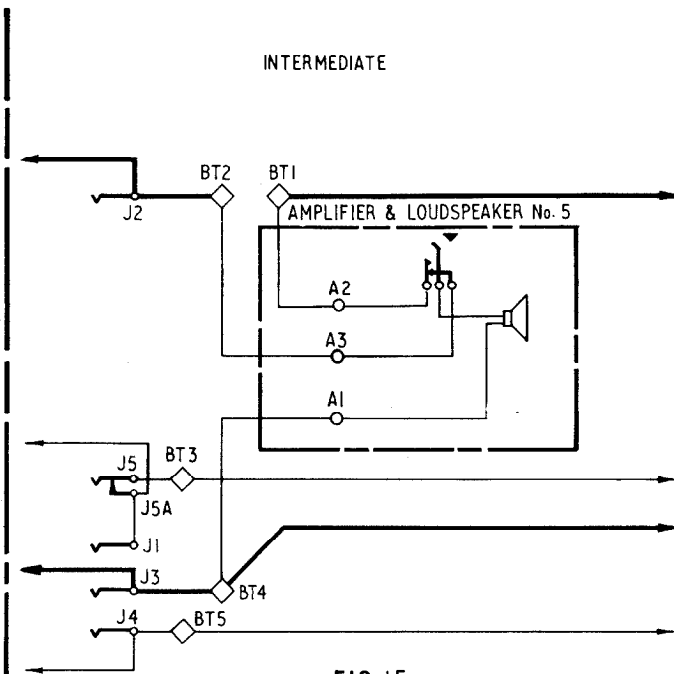 INTERMEDIATE
BT2
BT1
J2
AMPLIFIER & LOUDSPEAKER No. 5
A2
A3
A1
J5
BT3
J5A
J1
J3
BT4
J4
BT5